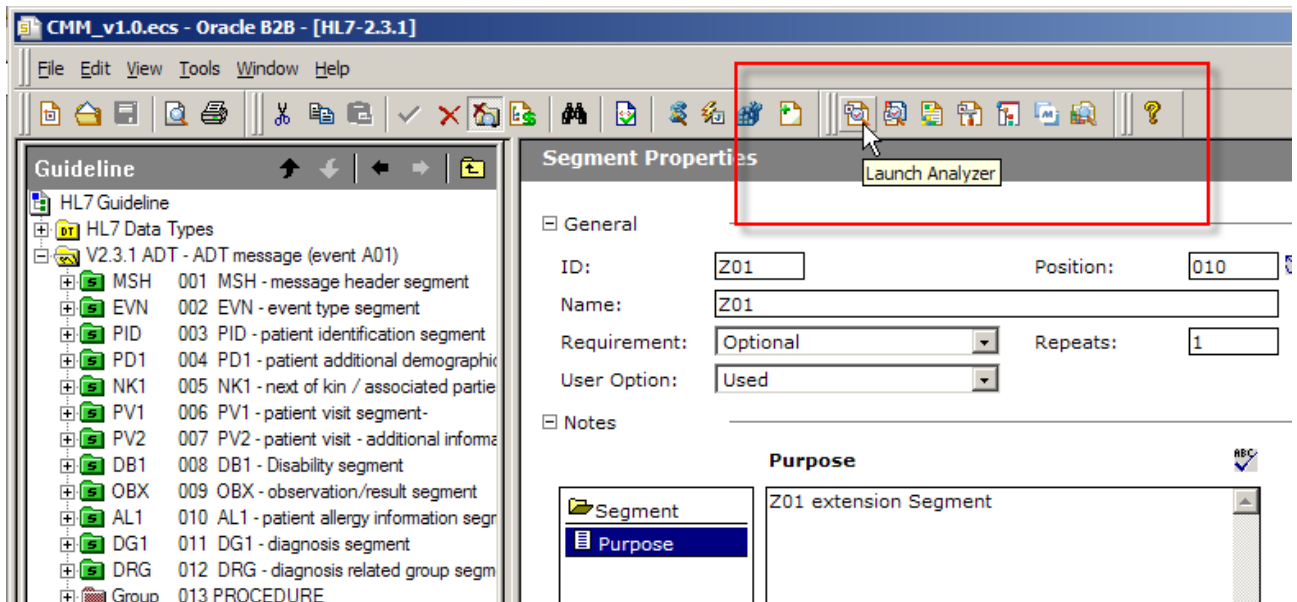 CMM_v1.0.ecs - Oracle B2B - [HL7-2.3.1]
File Edit View Tools Window Help
Guideline
HL7 Guideline
DT HL7 Data Types
V2.3.1 ADT - ADT message (event A01)
S MSH 001 MSH - message header segment
S EVN 002 EVN - event type segment
S PID 003 PID - patient identification segment
S PD1 004 PD1 - patient additional demographic
S NK1 005 NK1 - next of kin / associated partie
S PV1 006 PV1 - patient visit segment-
S PV2 007 PV2 - patient visit - additional informa
S DB1 008 DB1 - Disability segment
S OBX 009 OBX - observation/result segment
S AL1 010 AL1 - patient allergy information segr
S DG1 011 DG1 - diagnosis segment
S DRG 012 DRG - diagnosis related group segm
Group 013 PROCEDURE
Segment Properties
Launch Analyzer
General
ID: Z01 Position: 010
Name: Z01
Requirement: Optional Repeats: 1
User Option: Used
Notes
Purpose ABC
Segment
Purpose
Z01 extension Segment